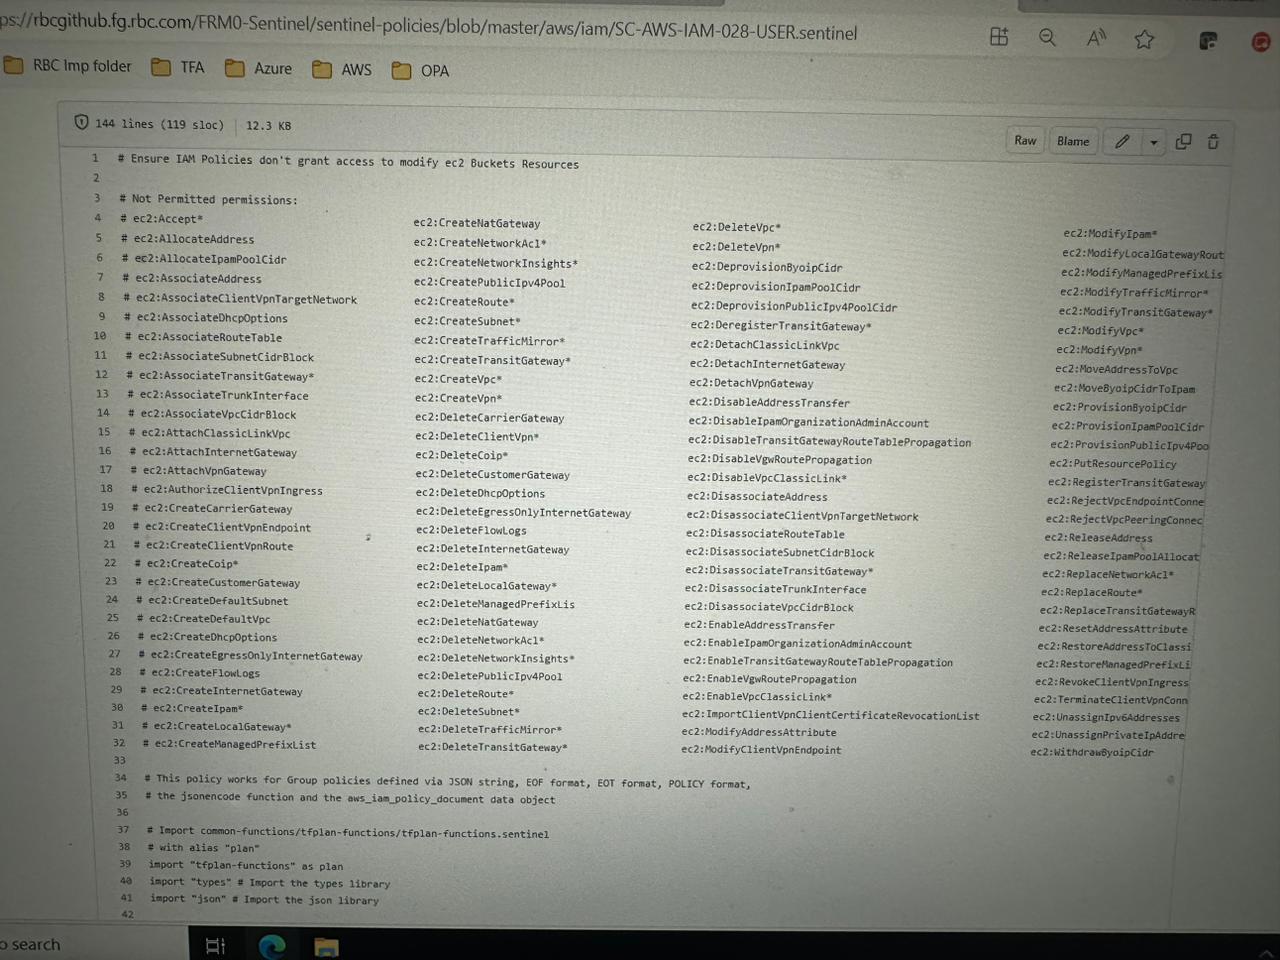 ps://rbcgithub.fg.rbc.com/FRM0-Sentinel/sentinel-policies/blob/master/aws/iam/SC-AWS-IAM-028-USER.sentinel
RBC Imp folder TFA Azure AWS OPA
144 lines (119 sloc) 12.3 KB Raw Blame
1 # Ensure IAM Policies don't grant access to modify ec2 Buckets Resources
2
3 # Not Permitted permissions:
4 # ec2:Accept* ec2:CreateNatGateway ec2:DeleteVpc* ec2:ModifyIpam*
5 # ec2:AllocateAddress ec2:CreateNetworkAcl* ec2:DeleteVpn* ec2:ModifyLocalGatewayRout
6 # ec2:AllocateIpamPoolCidr ec2:CreateNetworkInsights* ec2:DeprovisionByoipCidr ec2:ModifyManagedPrefixLis
7 # ec2:AssociateAddress ec2:CreatePublicIpv4Pool ec2:DeprovisionIpamPoolCidr ec2:ModifyTrafficMirror*
8 # ec2:AssociateClientVpnTargetNetwork ec2:CreateRoute* ec2:DeprovisionPublicIpv4PoolCidr ec2:ModifyTransitGateway*
9 # ec2:AssociateDhcpOptions ec2:CreateSubnet* ec2:DeregisterTransitGateway* ec2:ModifyVpc*
10 # ec2:AssociateRouteTable ec2:CreateTrafficMirror* ec2:DetachClassicLinkVpc ec2:ModifyVpn*
11 # ec2:AssociateSubnetCidrBlock ec2:CreateTransitGateway* ec2:DetachInternetGateway ec2:MoveAddressToVpc
12 # ec2:AssociateTransitGateway* ec2:CreateVpc* ec2:DetachVpnGateway ec2:MoveByoipCidrToIpam
13 # ec2:AssociateTrunkInterface ec2:CreateVpn* ec2:DisableAddressTransfer ec2:ProvisionByoipCidr
14 # ec2:AssociateVpcCidrBlock ec2:DeleteCarrierGateway ec2:DisableIpamOrganizationAdminAccount ec2:ProvisionIpamPoolCidr
15 # ec2:AttachClassicLinkVpc ec2:DeleteClientVpn* ec2:DisableTransitGatewayRouteTablePropagation ec2:ProvisionPublicIpv4Poo
16 # ec2:AttachInternetGateway ec2:DeleteCoip* ec2:DisableVgwRoutePropagation ec2:PutResourcePolicy
17 # ec2:AttachVpnGateway ec2:DeleteCustomerGateway ec2:DisableVpcClassicLink* ec2:RegisterTransitGateway
18 # ec2:AuthorizeClientVpnIngress ec2:DeleteDhcpOptions ec2:DisassociateAddress ec2:RejectVpcEndpointConne
19 # ec2:CreateCarrierGateway ec2:DeleteEgressOnlyInternetGateway ec2:DisassociateClientVpnTargetNetwork ec2:RejectVpcPeeringConnec
20 # ec2:CreateClientVpnEndpoint ec2:DeleteFlowLogs ec2:DisassociateRouteTable ec2:ReleaseAddress
21 # ec2:CreateClientVpnRoute ec2:DeleteInternetGateway ec2:DisassociateSubnetCidrBlock ec2:ReleaseIpamPoolAllocat
22 # ec2:CreateCoip* ec2:DeleteIpam* ec2:DisassociateTransitGateway* ec2:ReplaceNetworkAcl*
23 # ec2:CreateCustomerGateway ec2:DeleteLocalGateway* ec2:DisassociateTrunkInterface ec2:ReplaceRoute*
24 # ec2:CreateDefaultSubnet ec2:DeleteManagedPrefixLis ec2:DisassociateVpcCidrBlock ec2:ReplaceTransitGatewayR
25 # ec2:CreateDefaultVpc ec2:DeleteNatGateway ec2:EnableAddressTransfer ec2:ResetAddressAttribute
26 # ec2:CreateDhcpOptions ec2:DeleteNetworkAcl* ec2:EnableIpamOrganizationAdminAccount ec2:RestoreAddressToClassi
27 # ec2:CreateEgressOnlyInternetGateway ec2:DeleteNetworkInsights* ec2:EnableTransitGatewayRouteTablePropagation ec2:RestoreManagedPrefixLi
28 # ec2:CreateFlowLogs ec2:DeletePublicIpv4Pool ec2:EnableVgwRoutePropagation ec2:RevokeClientVpnIngress
29 # ec2:CreateInternetGateway ec2:DeleteRoute* ec2:EnableVpcClassicLink* ec2:TerminateClientVpnConn
30 # ec2:CreateIpam* ec2:DeleteSubnet* ec2:ImportClientVpnClientCertificateRevocationList ec2:UnassignIpv6Addresses
31 # ec2:CreateLocalGateway* ec2:DeleteTrafficMirror* ec2:ModifyAddressAttribute ec2:UnassignPrivateIpAddre
32 # ec2:CreateManagedPrefixList ec2:DeleteTransitGateway* ec2:ModifyClientVpnEndpoint ec2:WithdrawByoipCidr
33
34 # This policy works for Group policies defined via JSON string, EOF format, EOT format, POLICY format,
35 # the jsonencode function and the aws_iam_policy_document data object
36
37 # Import common-functions/tfplan-functions/tfplan-functions.sentinel
38 # with alias "plan"
39 import "tfplan-functions" as plan
40 import "types" # Import the types library
41 import "json" # Import the json library
42
o search